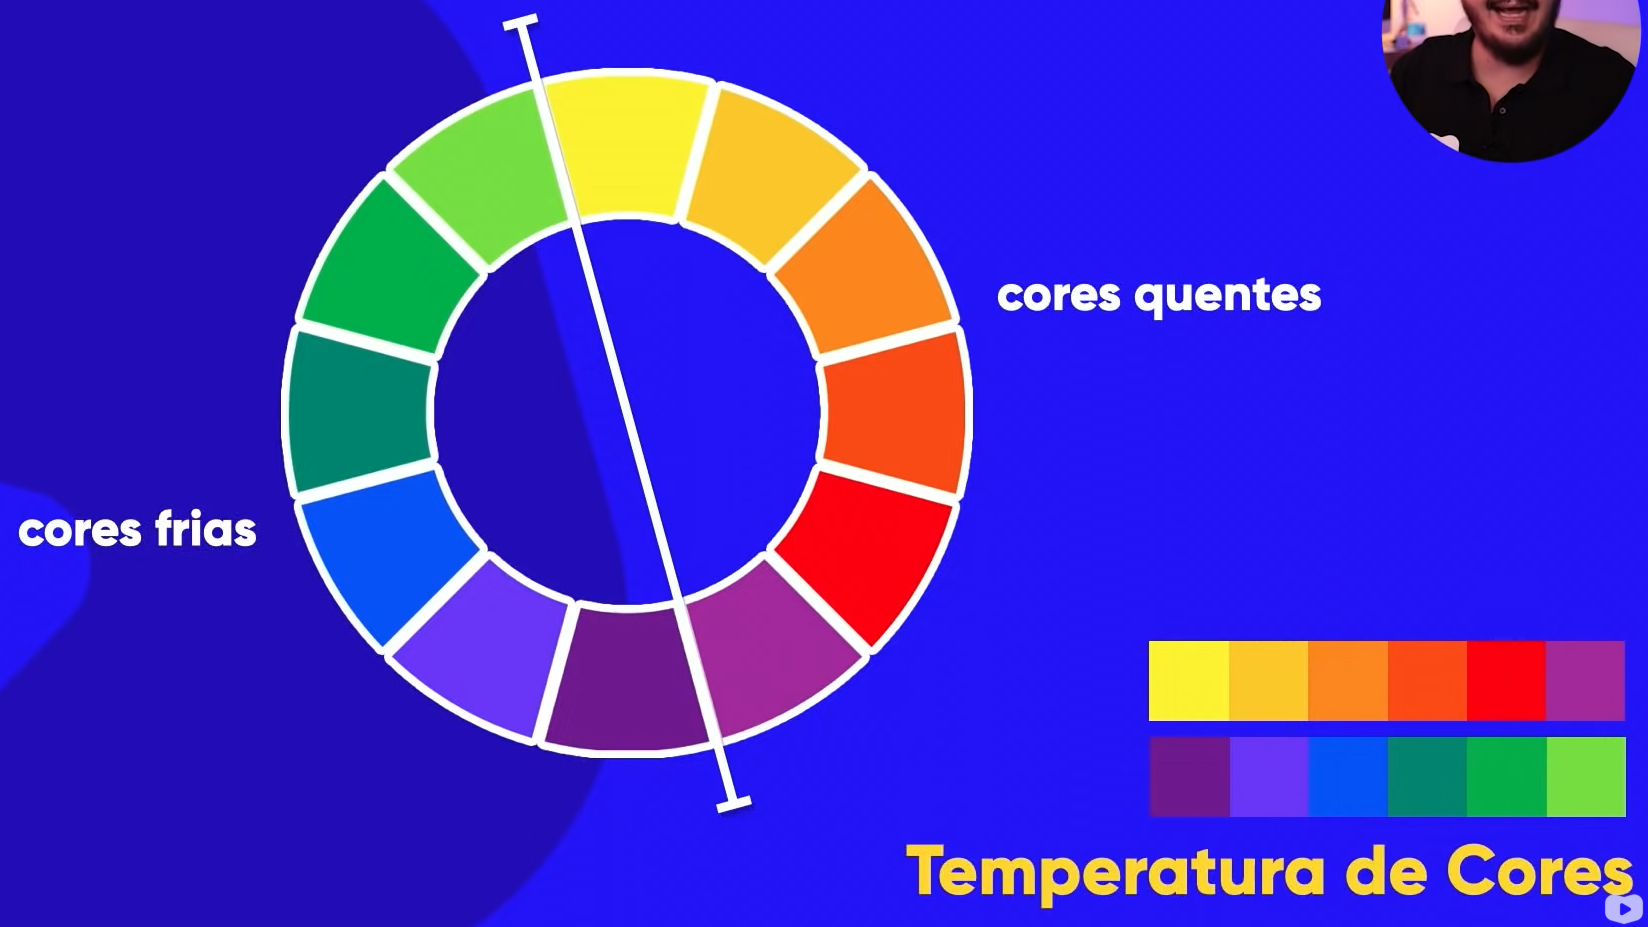 cores quentes
cores frias
Temperatura de Cores